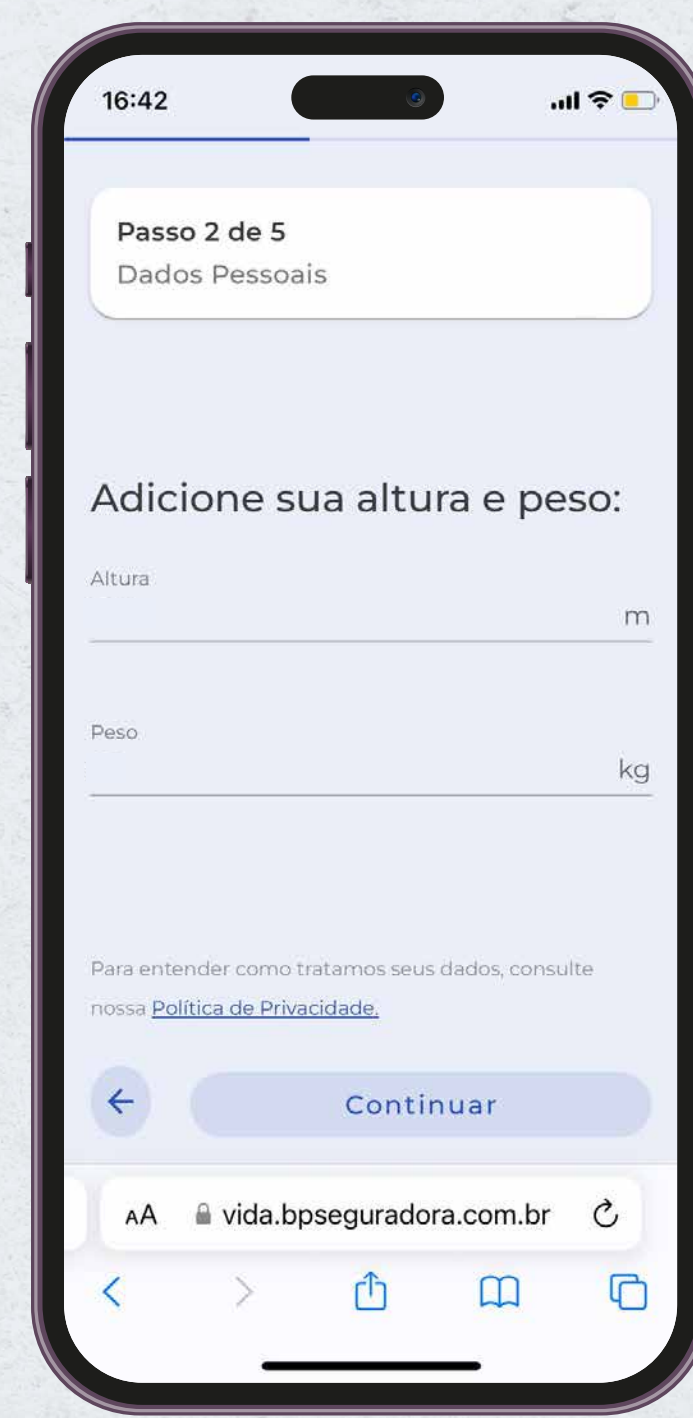 16:42
Passo 2 de 5
Dados Pessoais
Adicione sua altura e peso:
Altura
m
Peso
kg
Para entender como tratamos seus dados, consulte
nossa Política de Privacidade.
Continuar
AA vida.bpseguradora.com.br